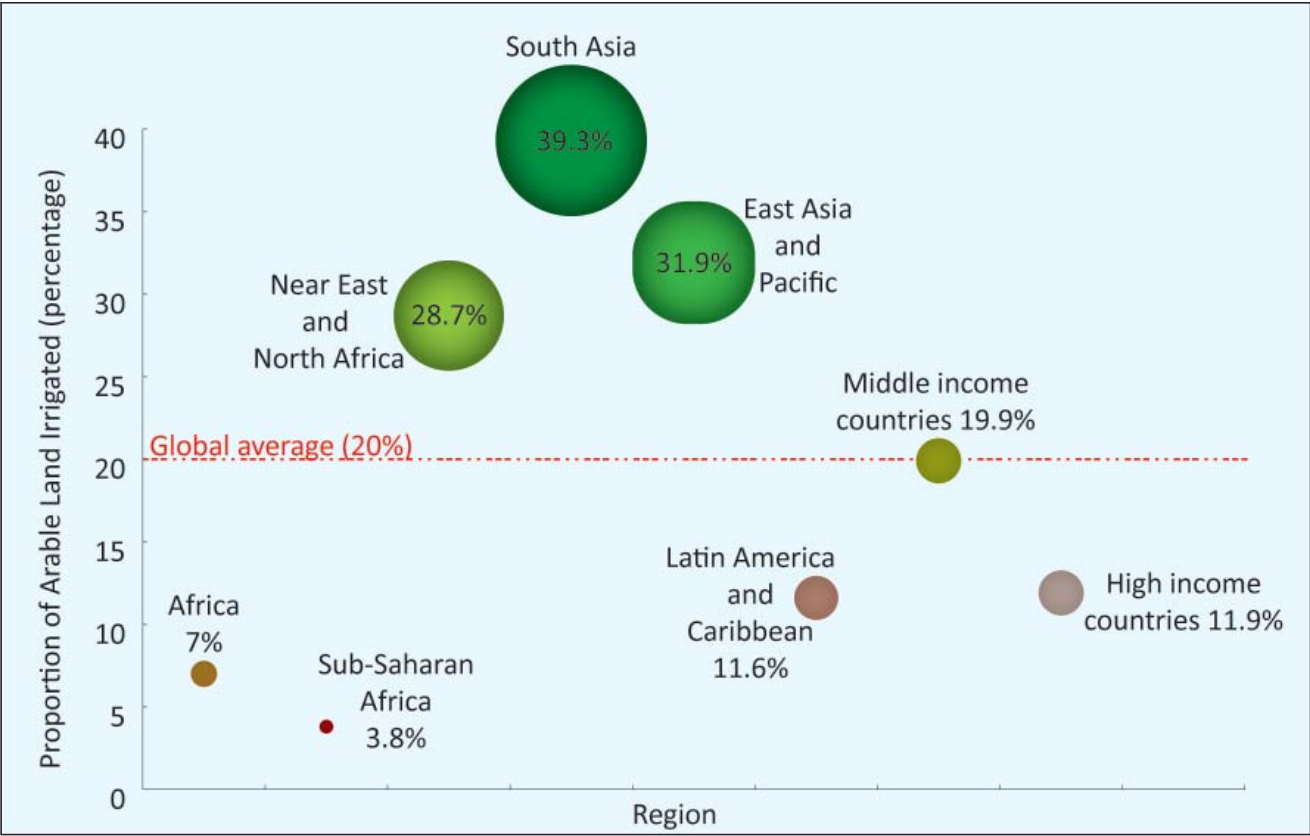 South Asia
39.3%
40
35
30
25
20
15
10
5
0
Proportion of Arable Land Irrigated (percentage)
East Asia
and
Pacific
31.9%
Near East
and
North Africa
28.7%
Middle income
countries 19.9%
Global average (20%)
Latin America
and
Caribbean
11.6%
High income
countries 11.9%
Africa
7%
Sub-Saharan
Africa
3.8%
Region